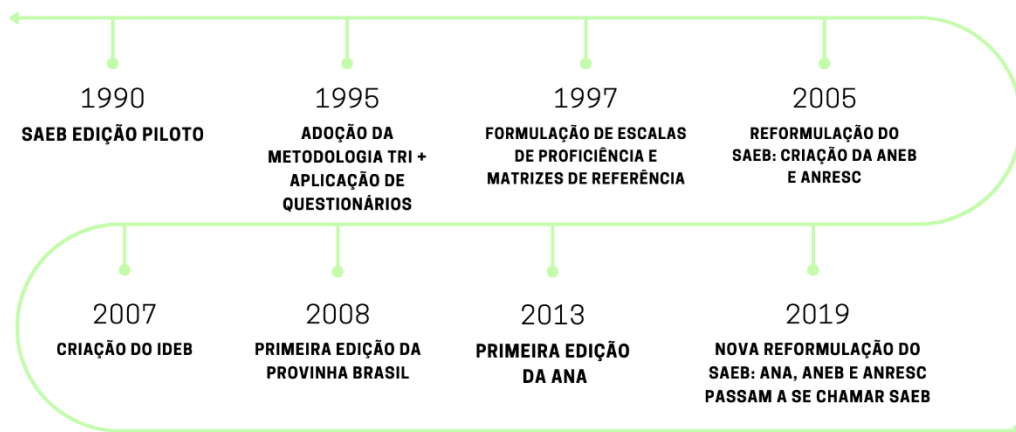 1990
SAEB EDIÇÃO PILOTO
1995
ADOÇÃO DA
METODOLOGIA TRI +
APLICAÇÃO DE
QUESTIONÁRIOS
1997
FORMULAÇÃO DE ESCALAS
DE PROFICIÊNCIA E
MATRIZES DE REFERÊNCIA
2005
REFORMULAÇÃO DO
SAEB: CRIAÇÃO DA ANEB
E ANRESC
2007
CRIAÇÃO DO IDEB
2008
PRIMEIRA EDIÇÃO DA
PROVINHA BRASIL
2013
PRIMEIRA EDIÇÃO
DA ANA
2019
NOVA REFORMULAÇÃO DO
SAEB: ANA, ANEB E ANRESC
PASSAM A SE CHAMAR SAEB